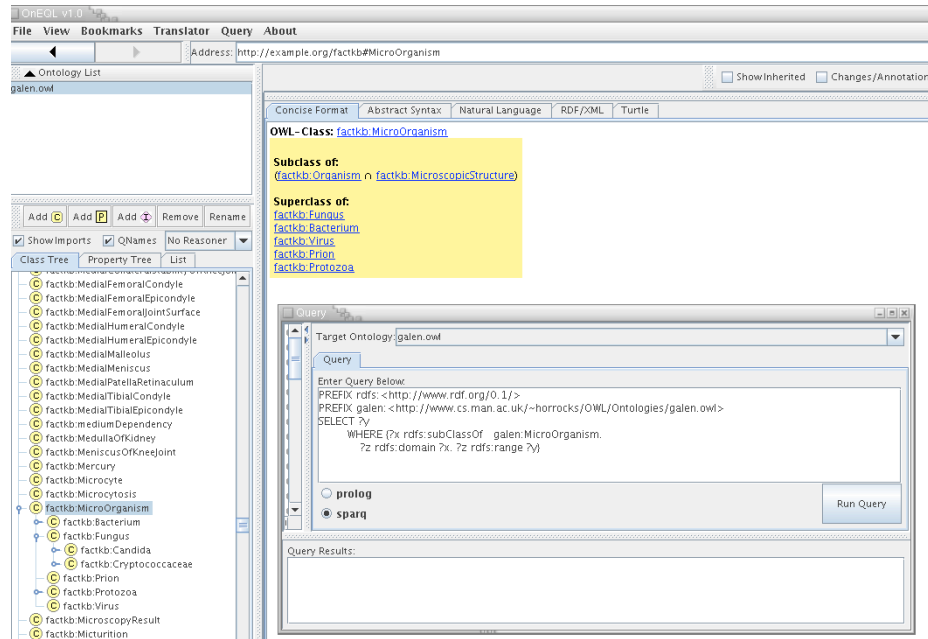 OnEQL v1.0
File View Bookmarks Translator Query About
Address: http://example.org/factkb#MicroOrganism
Ontology List
galen.owl
Show Inherited Changes/Annotation
Concise Format Abstract Syntax Natural Language RDF/XML Turtle
OWL-Class: factkb:MicroOrganism
Subclass of:
(factkb:Organism ∩ factkb:MicroscopicStructure)
Superclass of:
factkb:Fungus
factkb:Bacterium
factkb:Virus
factkb:Prion
factkb:Protozoa
Add C Add P Add I Remove Rename
Show Imports QNames No Reasoner
Class Tree Property Tree List
factkb:MedialFemoralCondyle
factkb:MedialFemoralEpicondyle
factkb:MedialFemoralJointSurface
factkb:MedialHumeralCondyle
factkb:MedialHumeralEpicondyle
factkb:MedialMalleolus
factkb:MedialMeniscus
factkb:MedialPatellaRetinaculum
factkb:MedialTibialCondyle
factkb:MedialTibialEpicondyle
factkb:mediumDependency
factkb:MedullaOfKidney
factkb:MeniscusOfKneeJoint
factkb:Mercury
factkb:Microcyte
factkb:Microcytosis
factkb:MicroOrganism
factkb:Bacterium
factkb:Fungus
factkb:Candida
factkb:Cryptococcaceae
factkb:Prion
factkb:Protozoa
factkb:Virus
factkb:MicroscopyResult
factkb:Micturition
Query
Target Ontology: galen.owl
Query
Enter Query Below:
PREFIX rdfs: <http://www.rdf.org/0.1/>
PREFIX galen: <http://www.cs.man.ac.uk/~horrocks/OWL/Ontologies/galen.owl>
SELECT ?y
WHERE {?x rdfs:subClassOf galen:MicroOrganism.
?z rdfs:domain ?x. ?z rdfs:range ?y}
prolog
sparq
Run Query
Query Results: